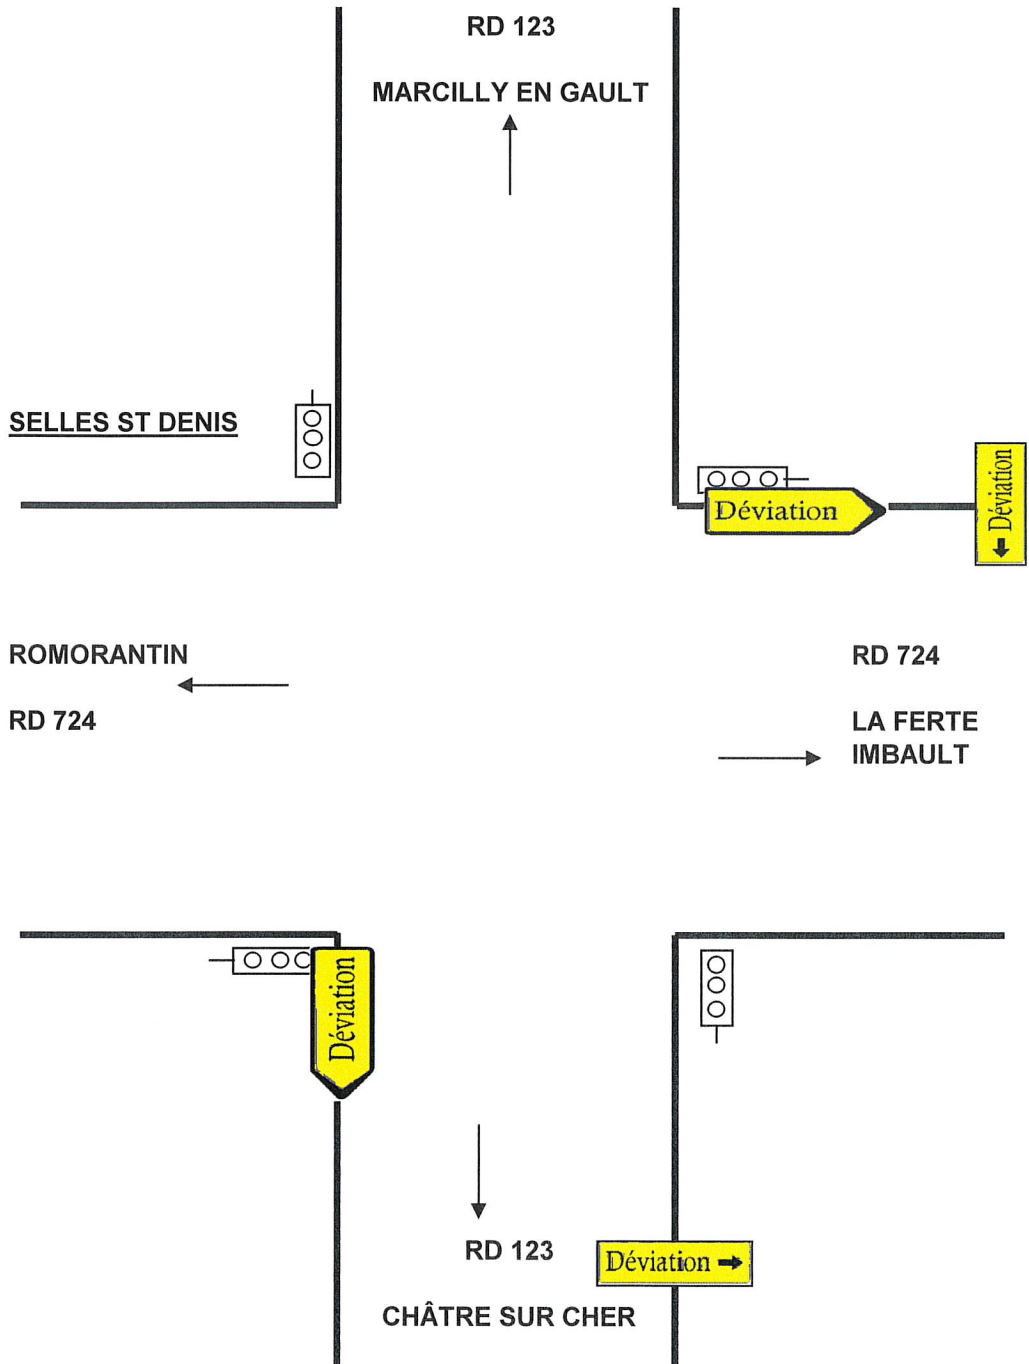 RD 123
MARCILLY EN GAULT
SELLES ST DENIS
Déviation
Déviation
ROMORANTIN
RD 724
RD 724
LA FERTE
IMBAULT
Déviation
RD 123
Déviation
CHÂTRE SUR CHER